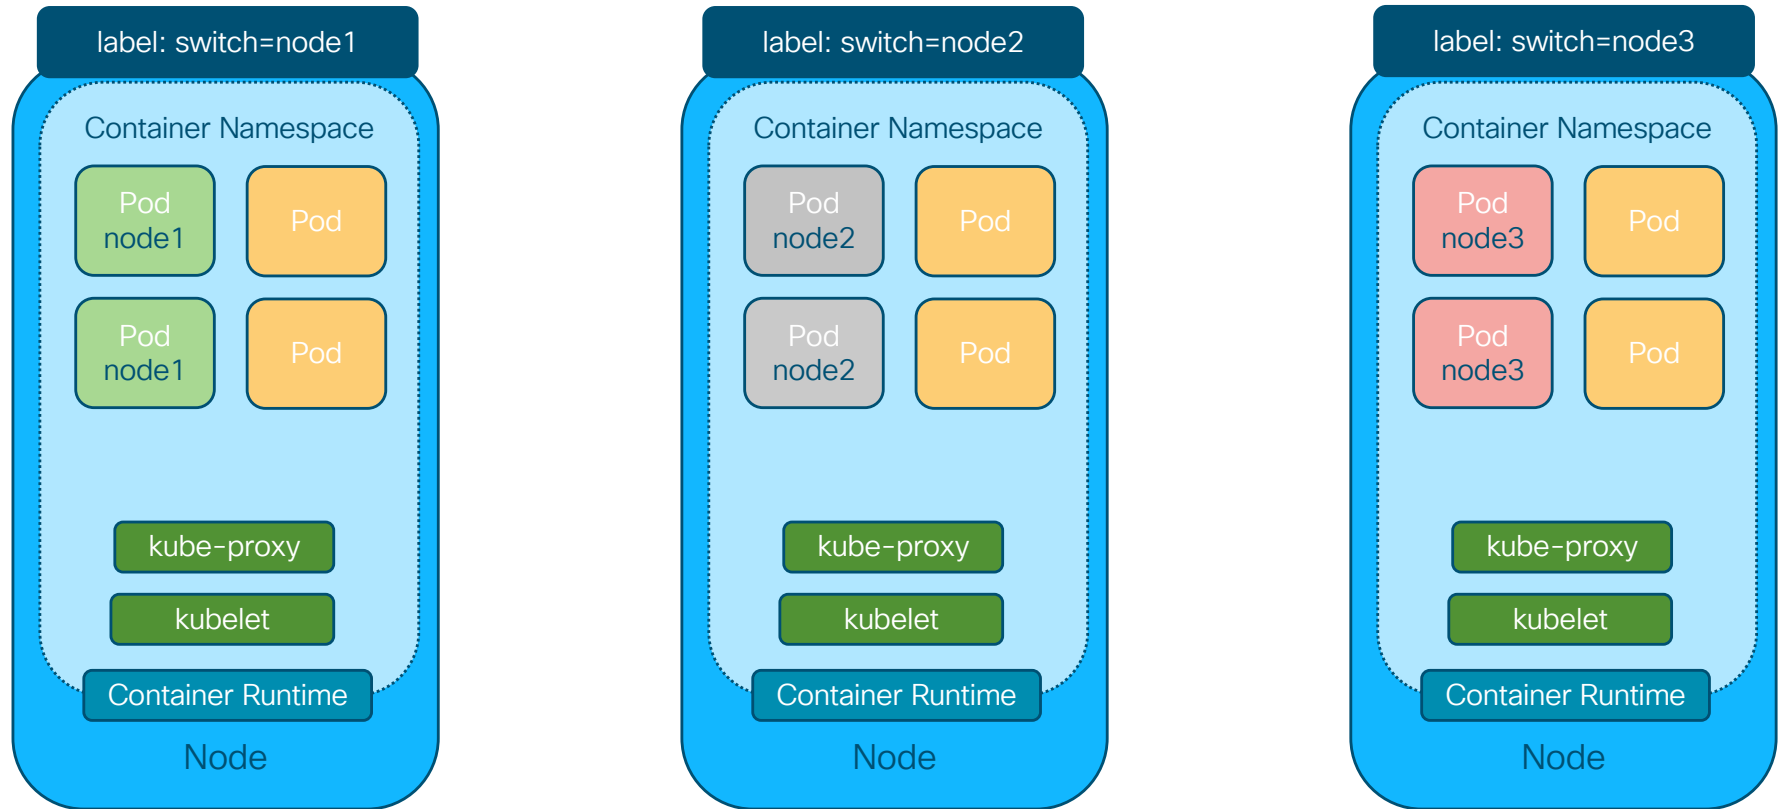 label: switch=node1
Container Namespace
Pod
node1
Pod
Pod
node1
Pod
kube-proxy
kubelet
Container Runtime
Node
label: switch=node2
Container Namespace
Pod
node2
Pod
Pod
node2
Pod
kube-proxy
kubelet
Container Runtime
Node
label: switch=node3
Container Namespace
Pod
node3
Pod
Pod
node3
Pod
kube-proxy
kubelet
Container Runtime
Node